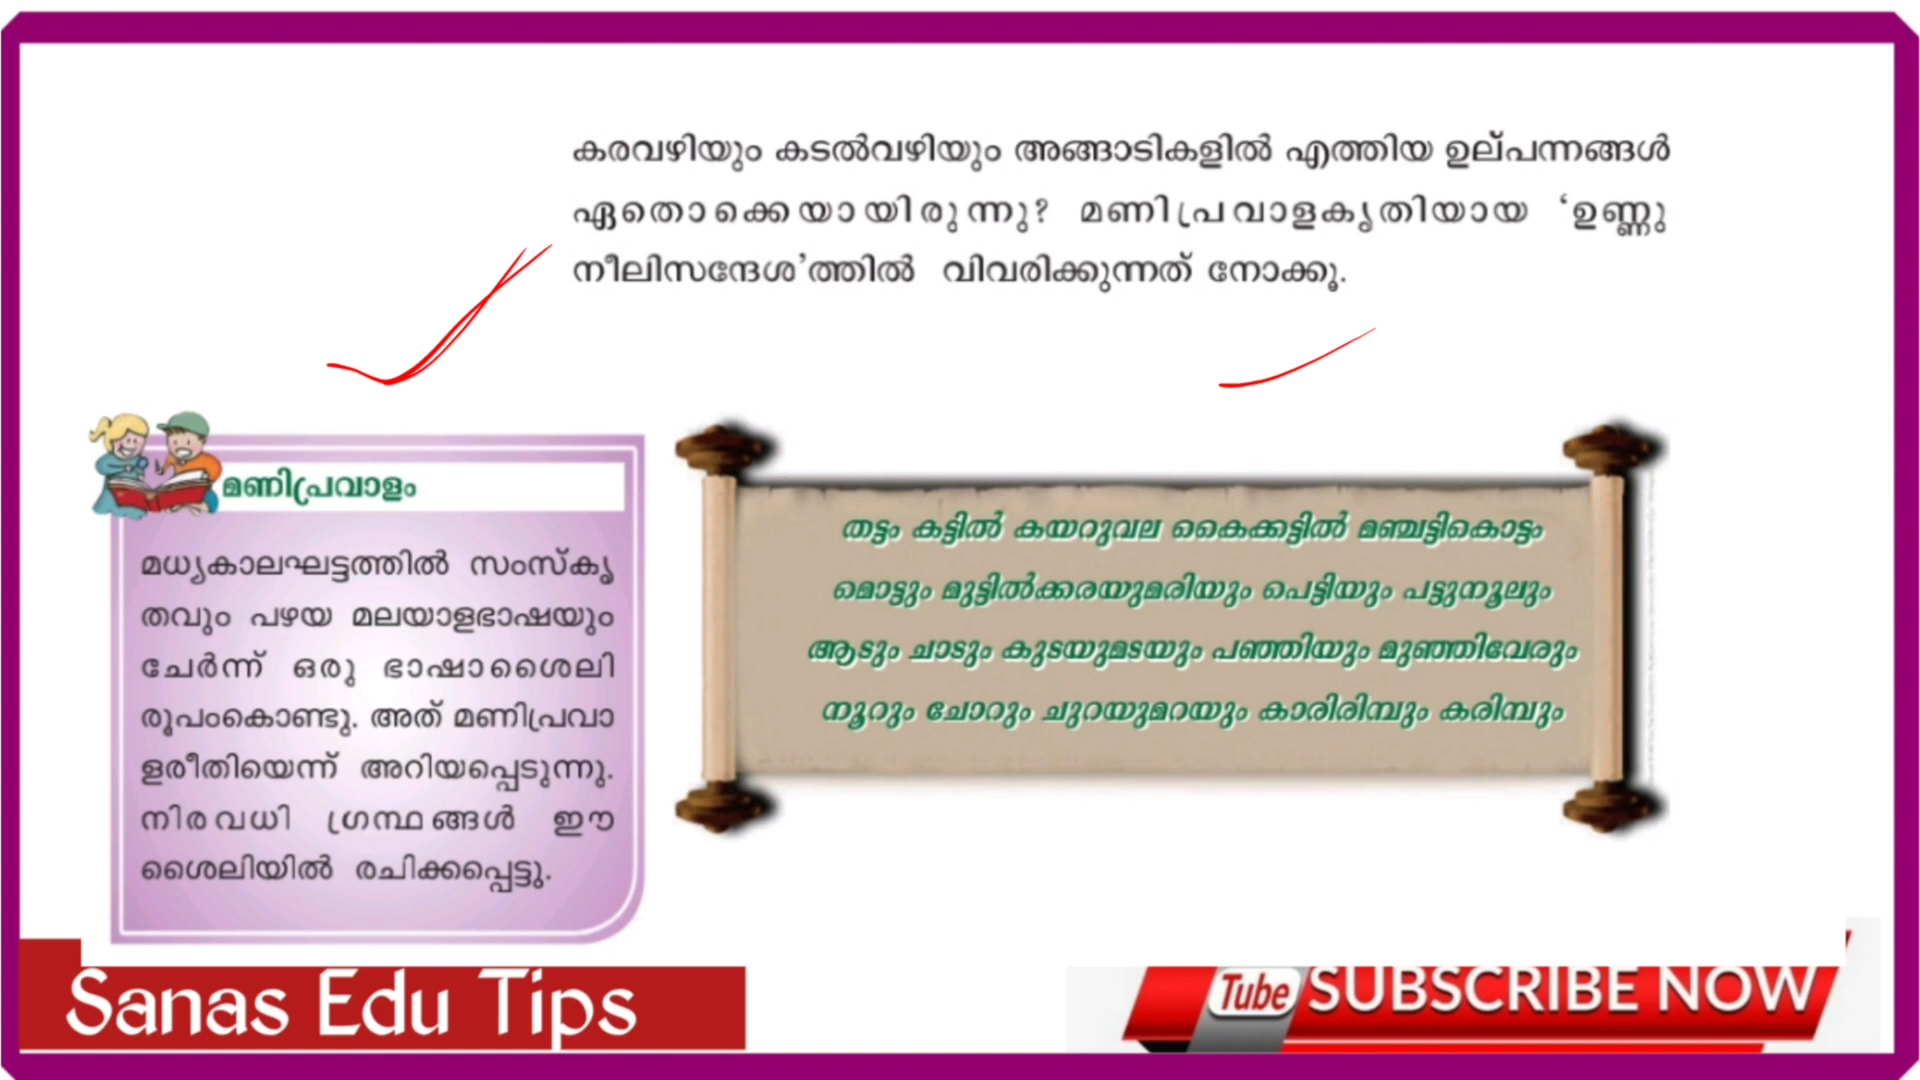 കരവഴിയും കടൽവഴിയും അങ്ങാടികളിൽ എത്തിയ ഉല്പന്നങ്ങൾ
ഏതൊക്കെയായിരുന്നു? മണിപ്രവാളകൃതിയായ ‘ഉണ്ണു
നീലിസന്ദേശ’ത്തിൽ വിവരിക്കുന്നത് നോക്കൂ.
മണിപ്രവാളം
മധ്യകാലഘട്ടത്തിൽ സംസ്കൃ
തവും പഴയ മലയാളഭാഷയും
ചേർന്ന് ഒരു ഭാഷാശൈലി
രൂപംകൊണ്ടു. അത് മണിപ്രവാ
ളരീതിയെന്ന് അറിയപ്പെടുന്നു.
നിരവധി ഗ്രന്ഥങ്ങൾ ഈ
ശൈലിയിൽ രചിക്കപ്പെട്ടു.
തട്ടം കട്ടിൽ കയറുവല കൈക്കട്ടിൽ മഞ്ചട്ടികൊട്ടം
മൊട്ടും മുട്ടിൽക്കരയുമരിയും പെട്ടിയും പട്ടുനൂലും
ആടും ചാടും കുടയുമടയും പഞ്ഞിയും മുഞ്ഞിവേരും
നൂറും ചോറും ചുറയുമറയും കാരിരിമ്പും കരിമ്പും
Sanas Edu Tips
Tube SUBSCRIBE NOW